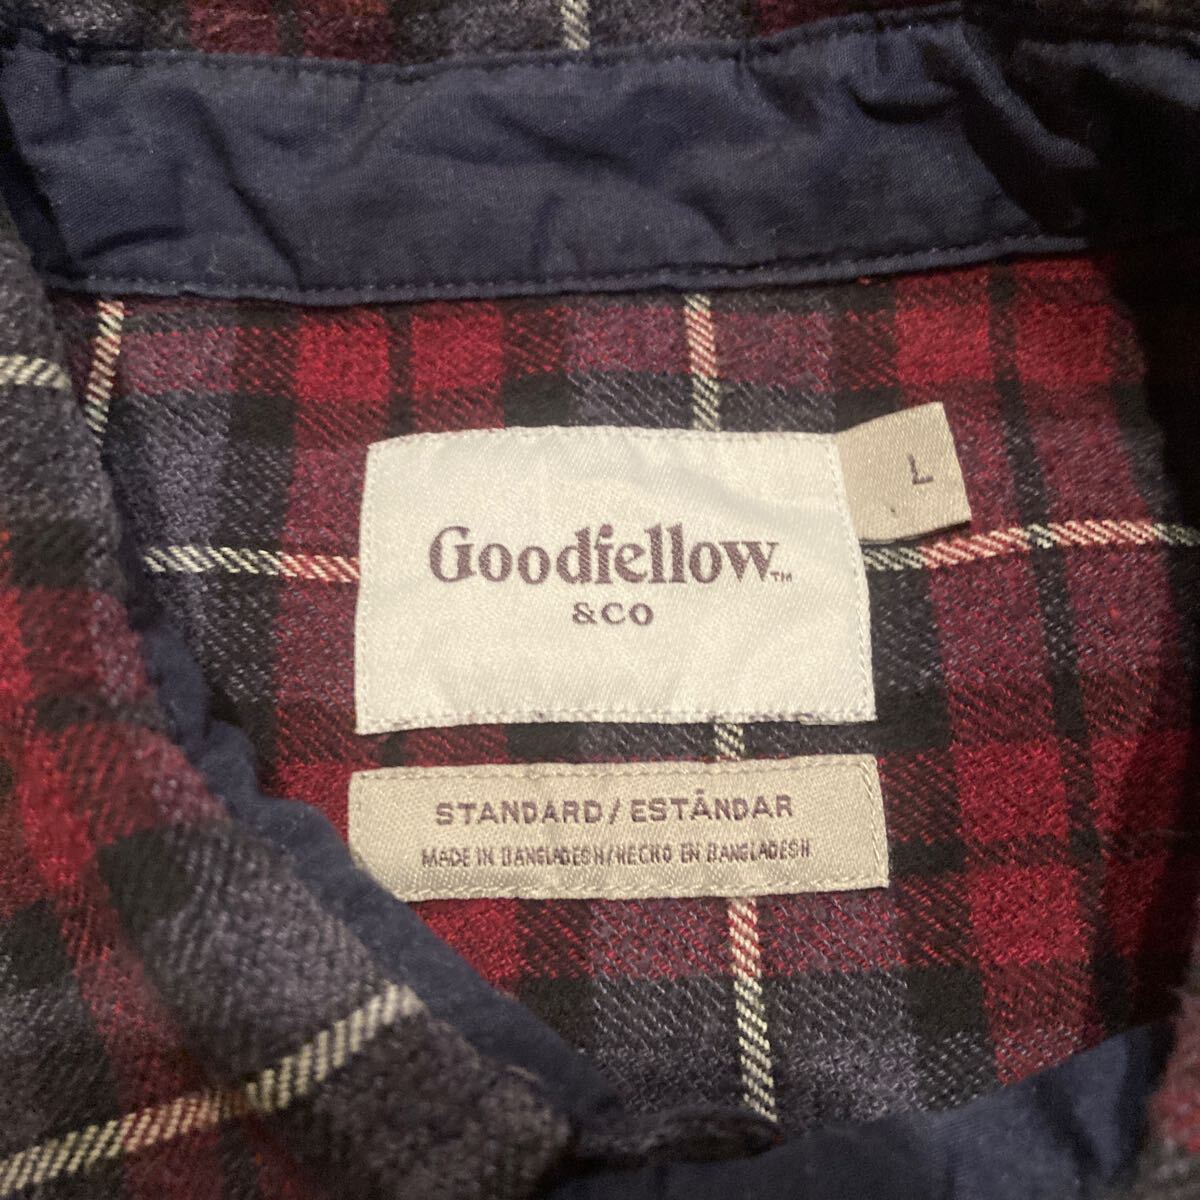 Goodfellow™
& CO
L
STANDARD / ESTÁNDAR
MADE IN BANGLADESH/HECHO EN BANGLADESH